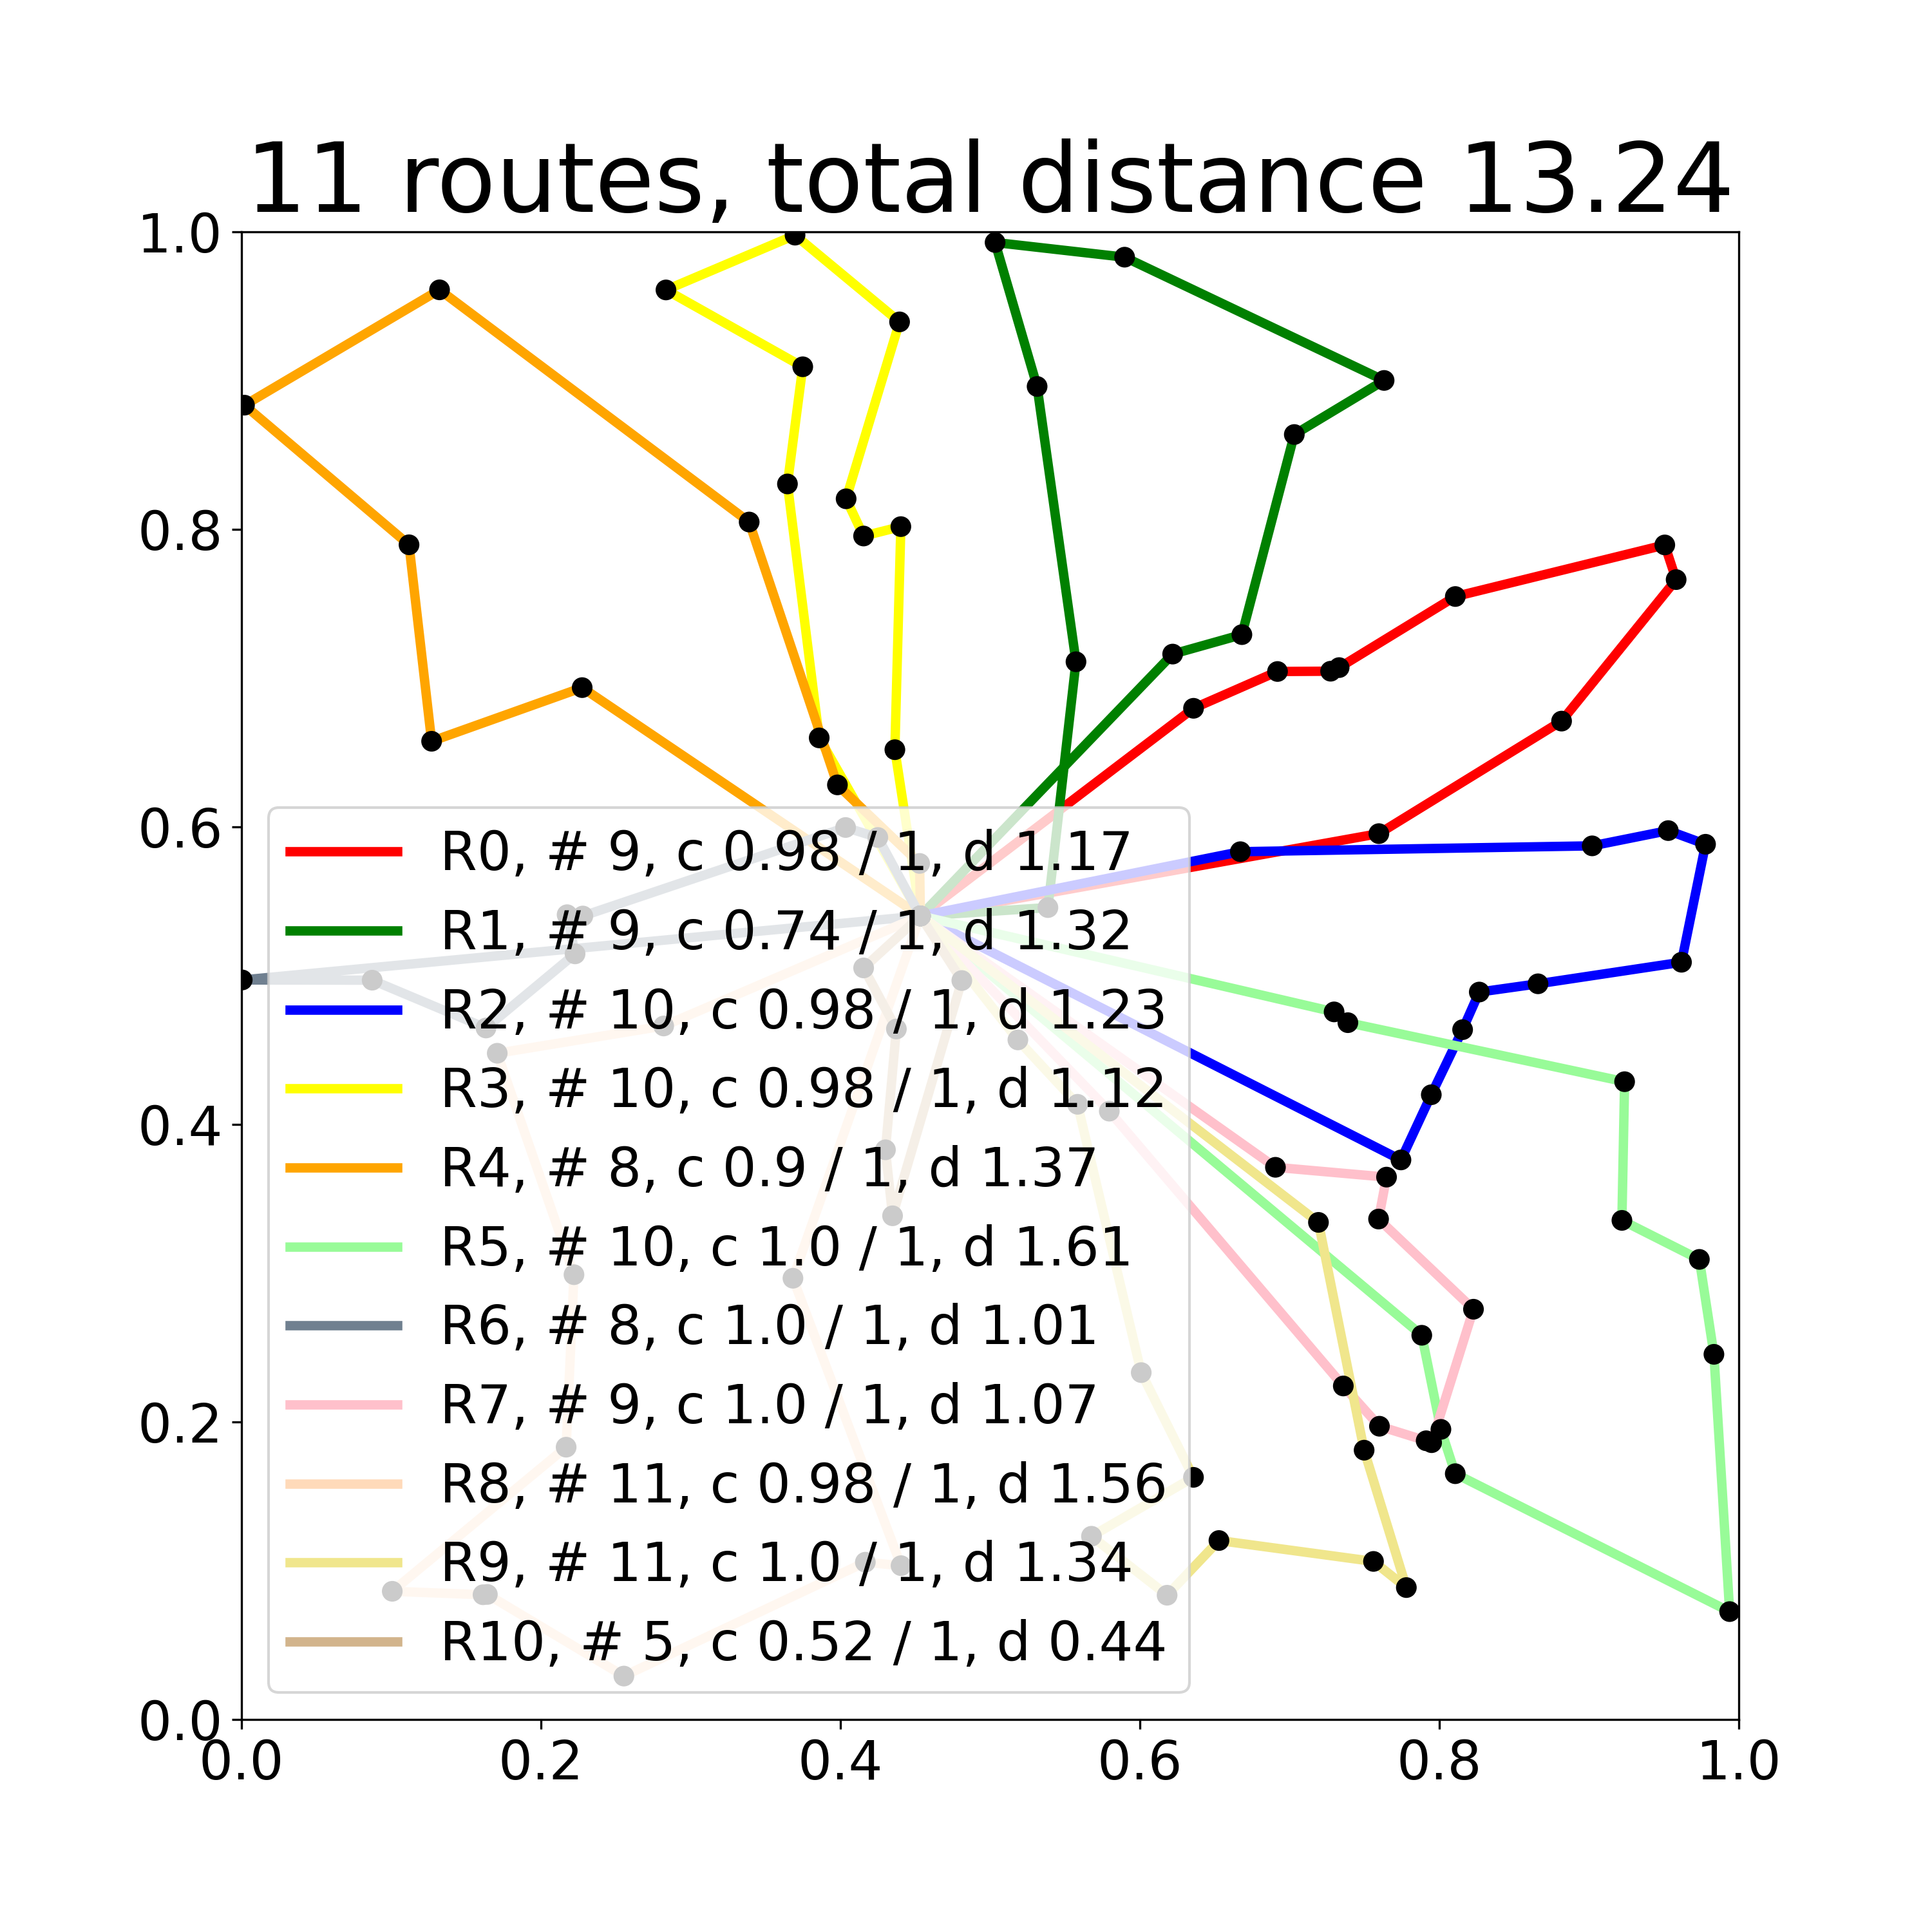 11 routes, total distance 13.24
1.0
0.8
0.6
0.4
0.2
0.0
R0, # 9, c 0.98 / 1, d 1.17
R1, # 9, c 0.74 / 1, d 1.32
R2, # 10, c 0.98 / 1, d 1.23
R3, # 10, c 0.98 / 1, d 1.12
R4, # 8, c 0.9 / 1, d 1.37
R5, # 10, c 1.0 / 1, d 1.61
R6, # 8, c 1.0 / 1, d 1.01
R7, # 9, c 1.0 / 1, d 1.07
R8, # 11, c 0.98 / 1, d 1.56
R9, # 11, c 1.0 / 1, d 1.34
R10, # 5, c 0.52 / 1, d 0.44
0.0 0.2 0.4 0.6 0.8 1.0